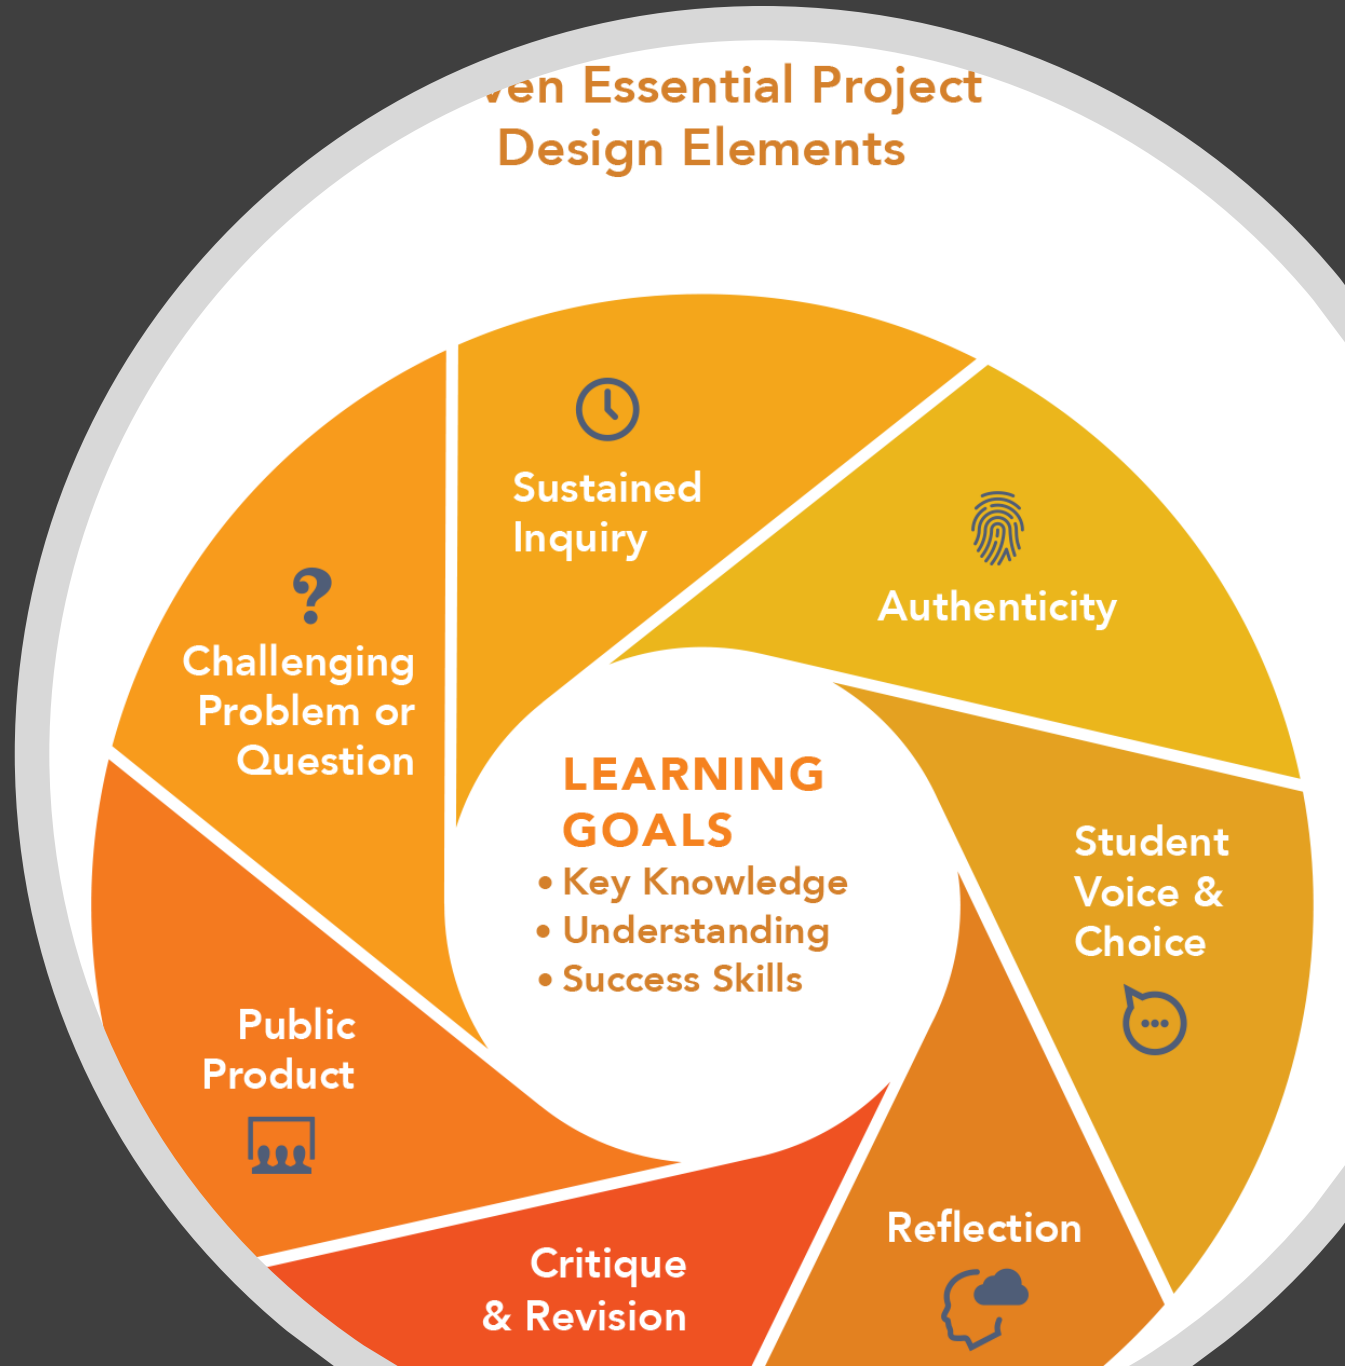 Essential Project
Design Elements
Sustained
Inquiry
Authenticity
?
Challenging
Problem or
Question
LEARNING
GOALS
• Key Knowledge
• Understanding
• Success Skills
Student
Voice &
Choice
Public
Product
Reflection
Critique
& Revision